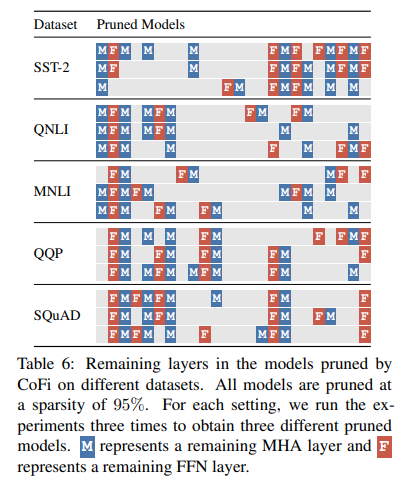 Dataset Pruned Models
M F M M M F M F F M F M F
SST-2 M F M F M F M M F M F
M F M F M F M M M
M F M M F M F M F M
QNLI M F M M F M M M
M F M M F M F M F
F M F M M F F
MNLI M F M F M M F M M
M F M F M F M M M
F M M M F M F F M F
QQP F M M F M F M F
F M M F M M F M F M M
F M F M F M M F M F
SQuAD F M M F M F M F M F
F M F M M F M F M F
Table 6: Remaining layers in the models pruned by
CoFi on different datasets. All models are pruned at
a sparsity of 95%. For each setting, we run the ex-
periments three times to obtain three different pruned
models. M represents a remaining MHA layer and F
represents a remaining FFN layer.